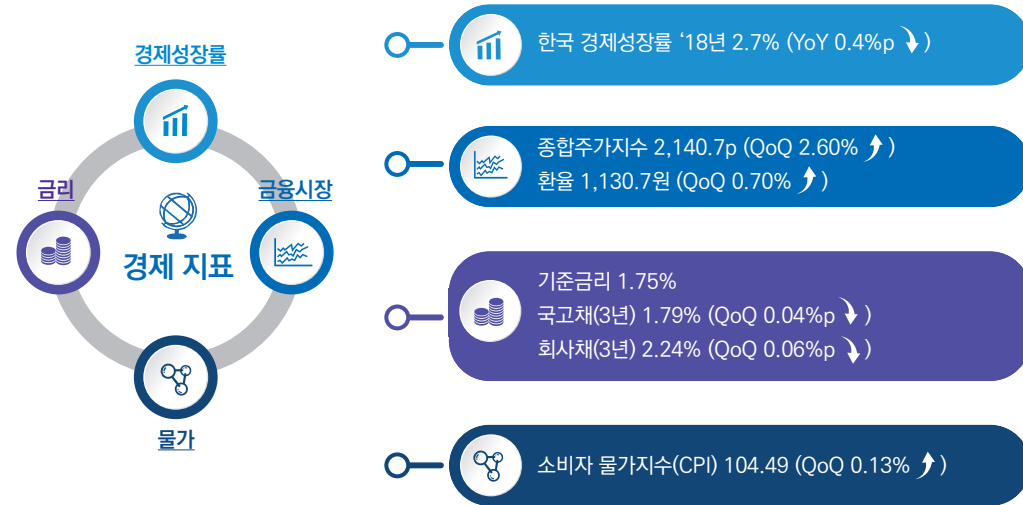 경제성장률
금리
금융시장
경제 지표
물가
한국 경제성장률 ‘18년 2.7% (YoY 0.4%p )
종합주가지수 2,140.7p (QoQ 2.60% )
환율 1,130.7원 (QoQ 0.70% )
기준금리 1.75%
국고채(3년) 1.79% (QoQ 0.04%p )
회사채(3년) 2.24% (QoQ 0.06%p )
소비자 물가지수(CPI) 104.49 (QoQ 0.13% )